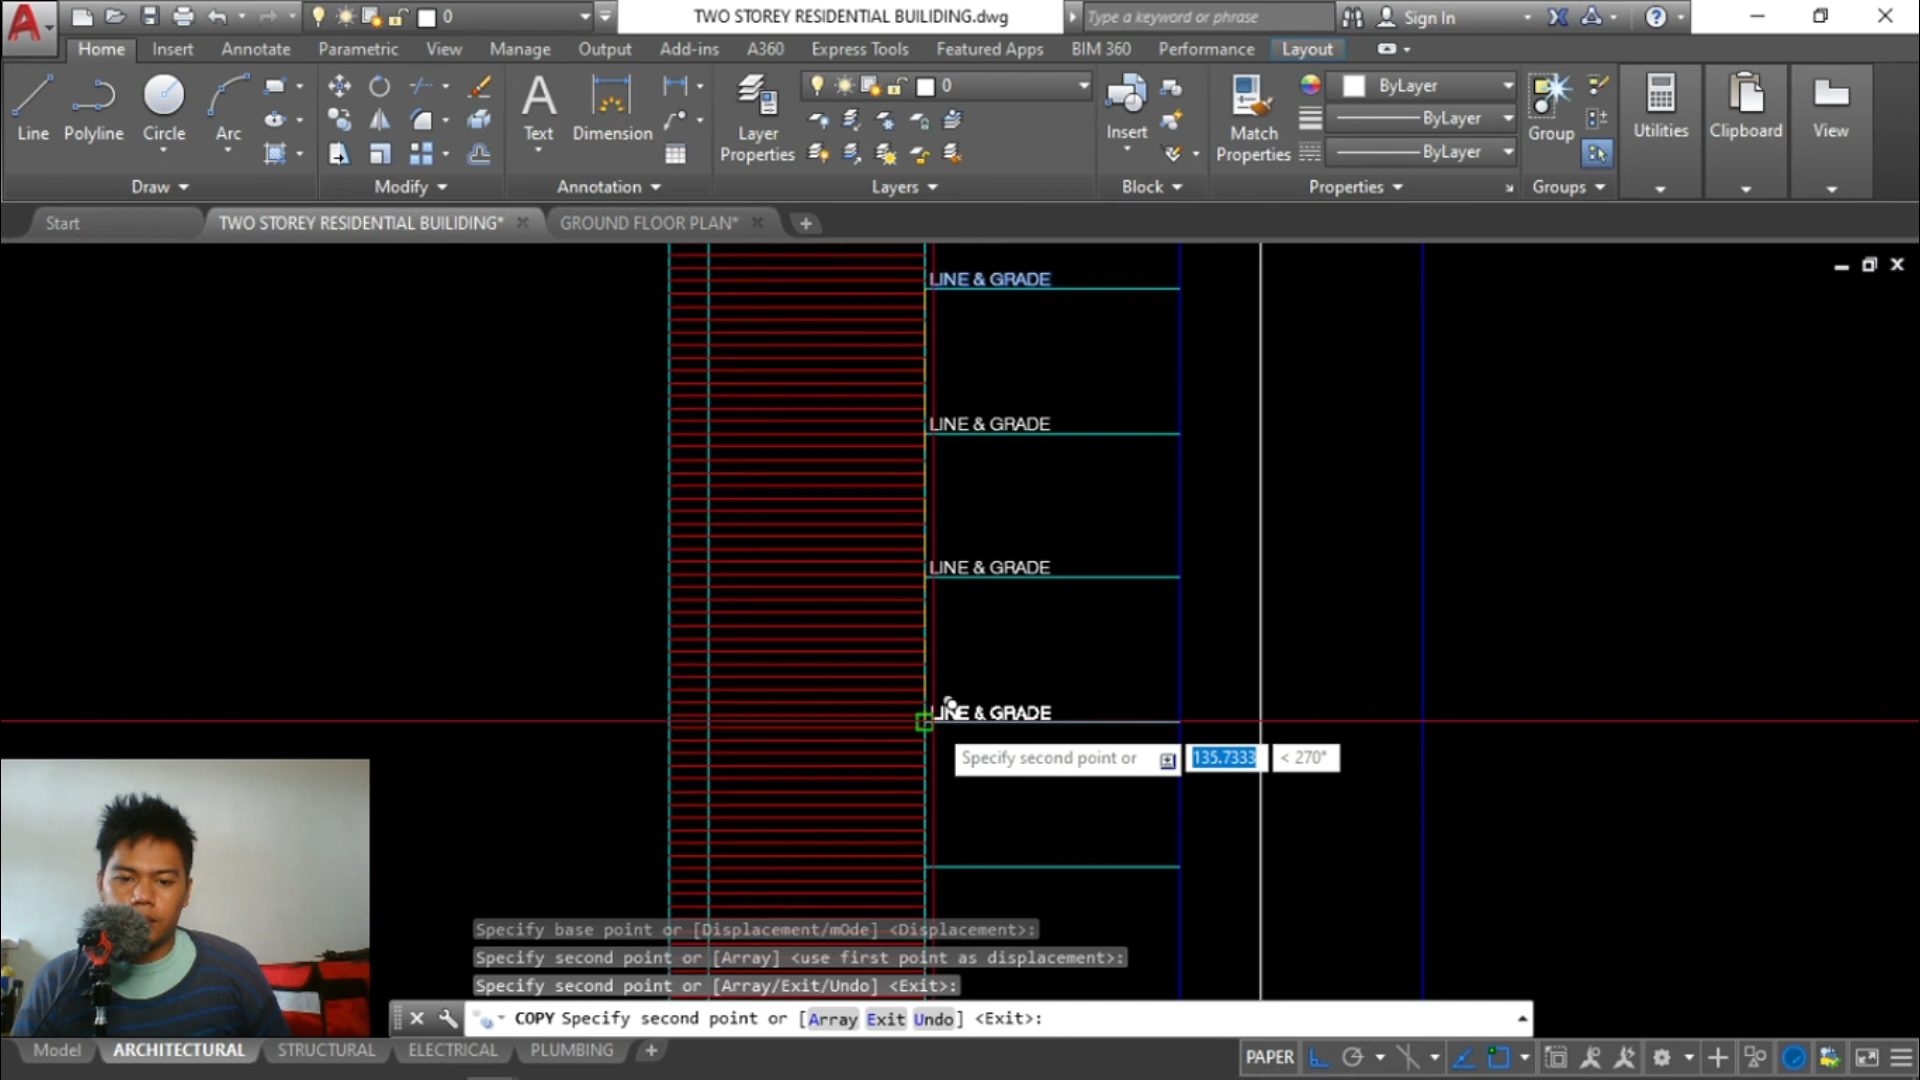 0
TWO STOREY RESIDENTIAL BUIILIDING.dwg
Type a keyword or phrase
Sign In
Home
Insert
Annotate
Parametric
View
Manage
Output
Add-ins
A360
Express Tools
Featured Apps
BIM 360
Performance
Layout
Line
Polyline
Circle
Arc
Draw
Modify
A
Text
Dimension
Annotation
Layer
Properties
0
Layers
Insert
Block
Match
Properties
ByLayer
ByLayer
ByLayer
Properties
Group
Groups
Utilities
Clipboard
View
Start
TWO STOREY RESIDENTIAL BUIILIDING*
GROUND FLOOR PLAN*
LINE & GRADE
LINE & GRADE
LINE & GRADE
LINE & GRADE
Specify second point or
135.7333
< 270°
Specify base point or [Displacement/mOde] <Displacement>:
Specify second point or [Array] <use first point as displacement>:
Specify second point or [Array/Exit/Undo] <Exit>:
COPY Specify second point or [Array Exit Undo] <Exit>:
Model
ARCHITECTURAL
STRUCTURAL
ELECTRICAL
PLUMBING
PAPER